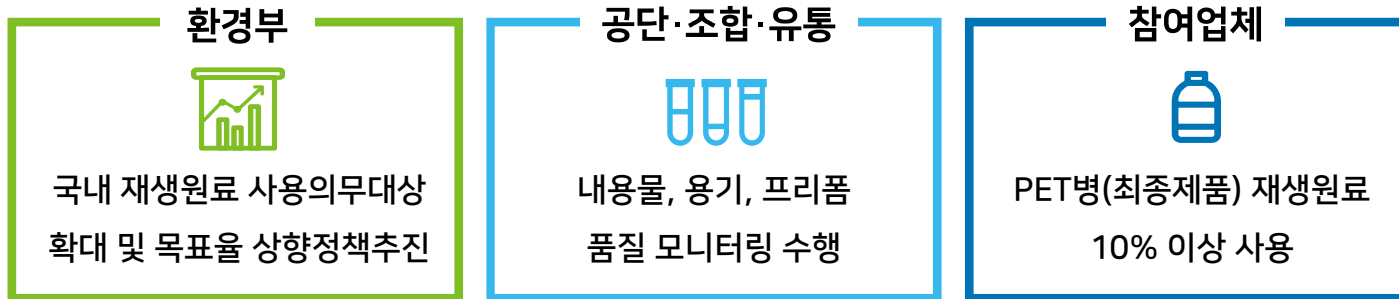 환경부
국내 재생원료 사용의무대상
확대 및 목표율 상향정책추진
공단·조합·유통
내용물, 용기, 프리폼
품질 모니터링 수행
참여업체
PET병(최종제품) 재생원료
10% 이상 사용